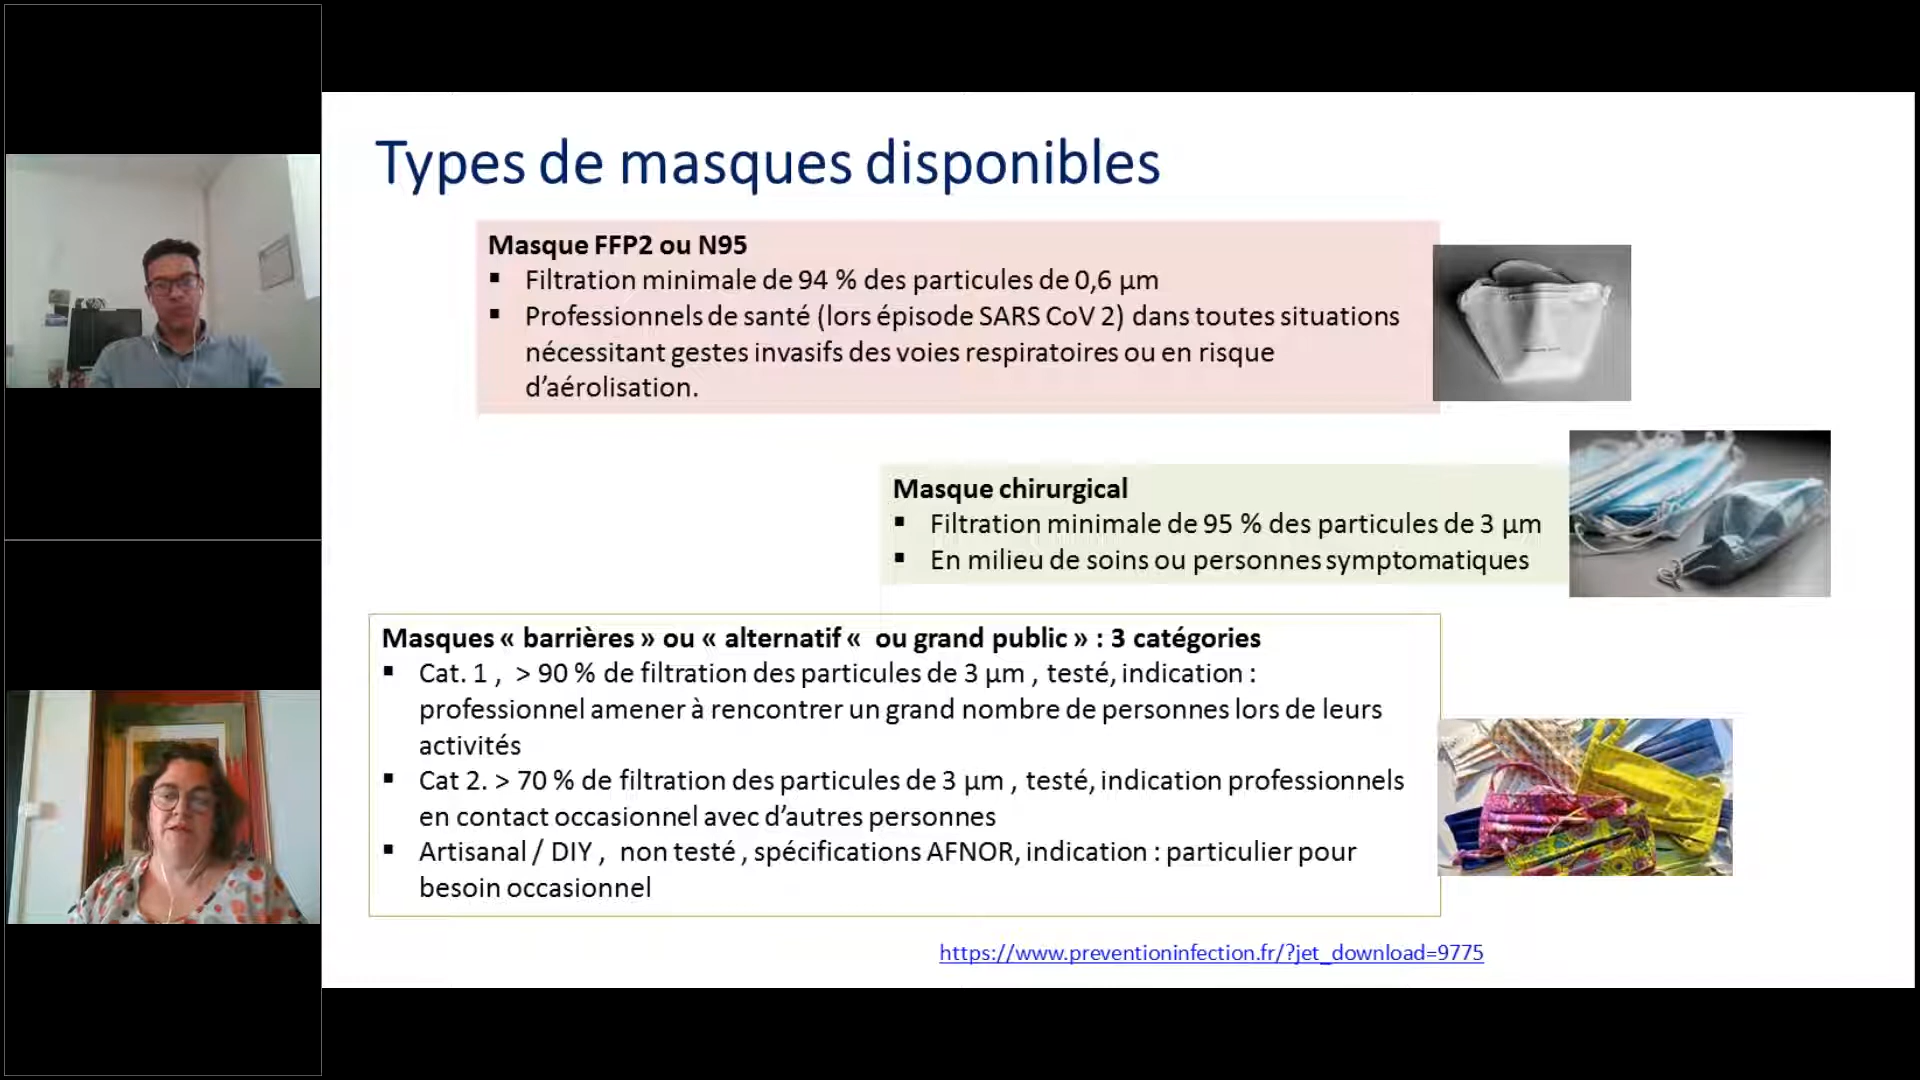 Types de masques disponibles
Masque FFP2 ou N95
▪ Filtration minimale de 94 % des particules de 0,6 µm
▪ Professionnels de santé (lors épisode SARS CoV 2) dans toutes situations
nécessitant gestes invasifs des voies respiratoires ou en risque
d’aérolisation.
Masque chirurgical
▪ Filtration minimale de 95 % des particules de 3 µm
▪ En milieu de soins ou personnes symptomatiques
Masques « barrières » ou « alternatif «  ou grand public » : 3 catégories
▪ Cat. 1 ,  > 90 % de filtration des particules de 3 µm , testé, indication :
professionnel amener à rencontrer un grand nombre de personnes lors de leurs
activités
▪ Cat 2. > 70 % de filtration des particules de 3 µm , testé, indication professionnels
en contact occasionnel avec d’autres personnes
▪ Artisanal / DIY ,  non testé , spécifications AFNOR, indication : particulier pour
besoin occasionnel
https://www.preventioninfection.fr/?jet_download=9775